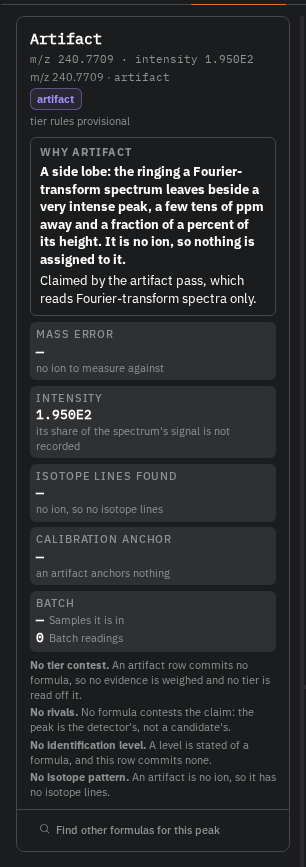 Artifact
m/z 240.7709 · intensity 1.950E2
m/z 240.7709 · artifact
artifact
tier rules provisional
WHY ARTIFACT
A side lobe: the ringing a Fourier-
transform spectrum leaves beside a
very intense peak, a few tens of ppm
away and a fraction of a percent of
its height. It is no ion, so nothing is
assigned to it.
Claimed by the artifact pass, which
reads Fourier-transform spectra only.
MASS ERROR
—
no ion to measure against
INTENSITY
1.950E2
its share of the spectrum's signal is not
recorded
ISOTOPE LINES FOUND
—
no ion, so no isotope lines
CALIBRATION ANCHOR
—
an artifact anchors nothing
BATCH
— Samples it is in
0 Batch readings
No tier contest. An artifact row commits no
formula, so no evidence is weighed and no tier is
read off it.
No rivals. No formula contests the claim: the
peak is the detector's, not a candidate's.
No identification level. A level is stated of a
formula, and this row commits none.
No isotope pattern. An artifact is no ion, so it has
no isotope lines.
Find other formulas for this peak